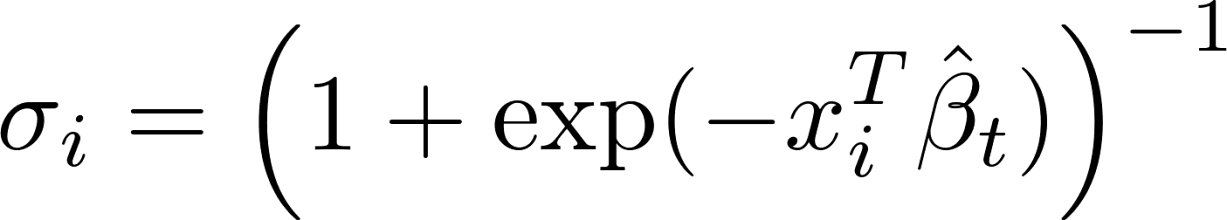 σ_i = (1 + exp(−x_i^T β̂_t))^{−1}